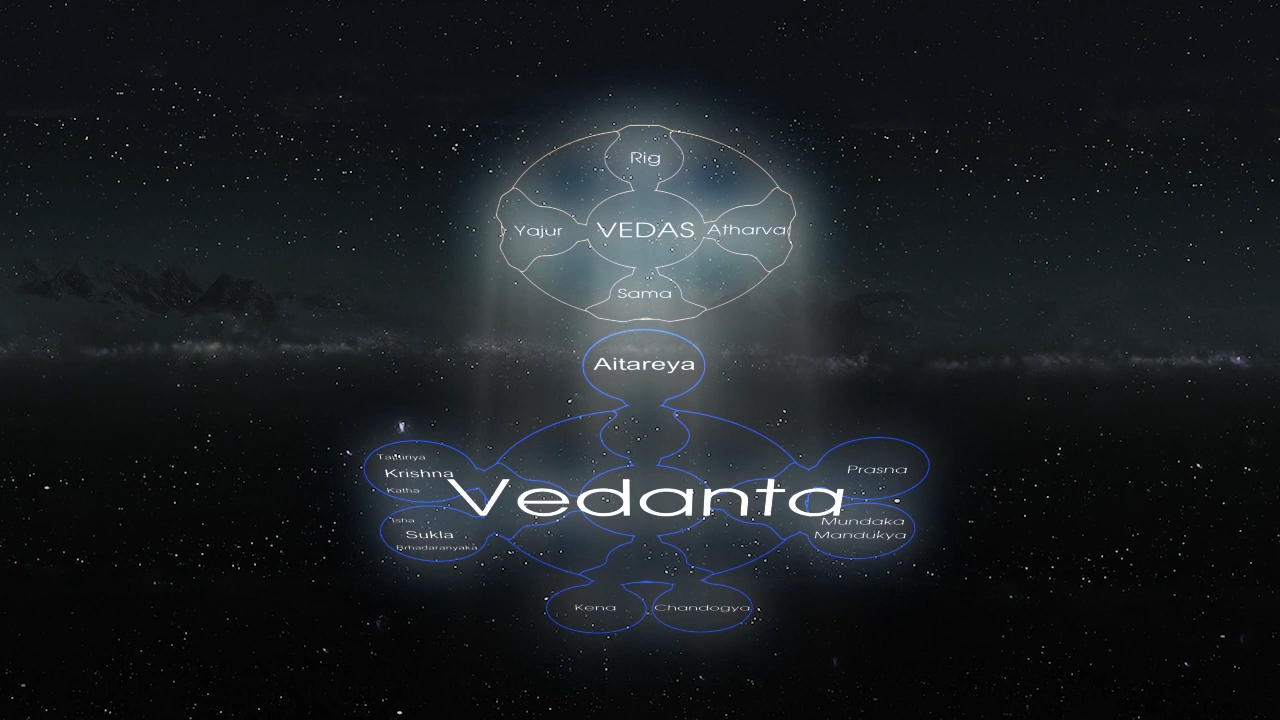 Rig
Yajur
VEDAS
Atharva
Sama
Aitareya
Taittiriya
Krishna
Katha
Vedanta
Prasna
Isha
Sukla
Brhadaranyaka
Mundaka
Mandukya
Kena
Chandogya